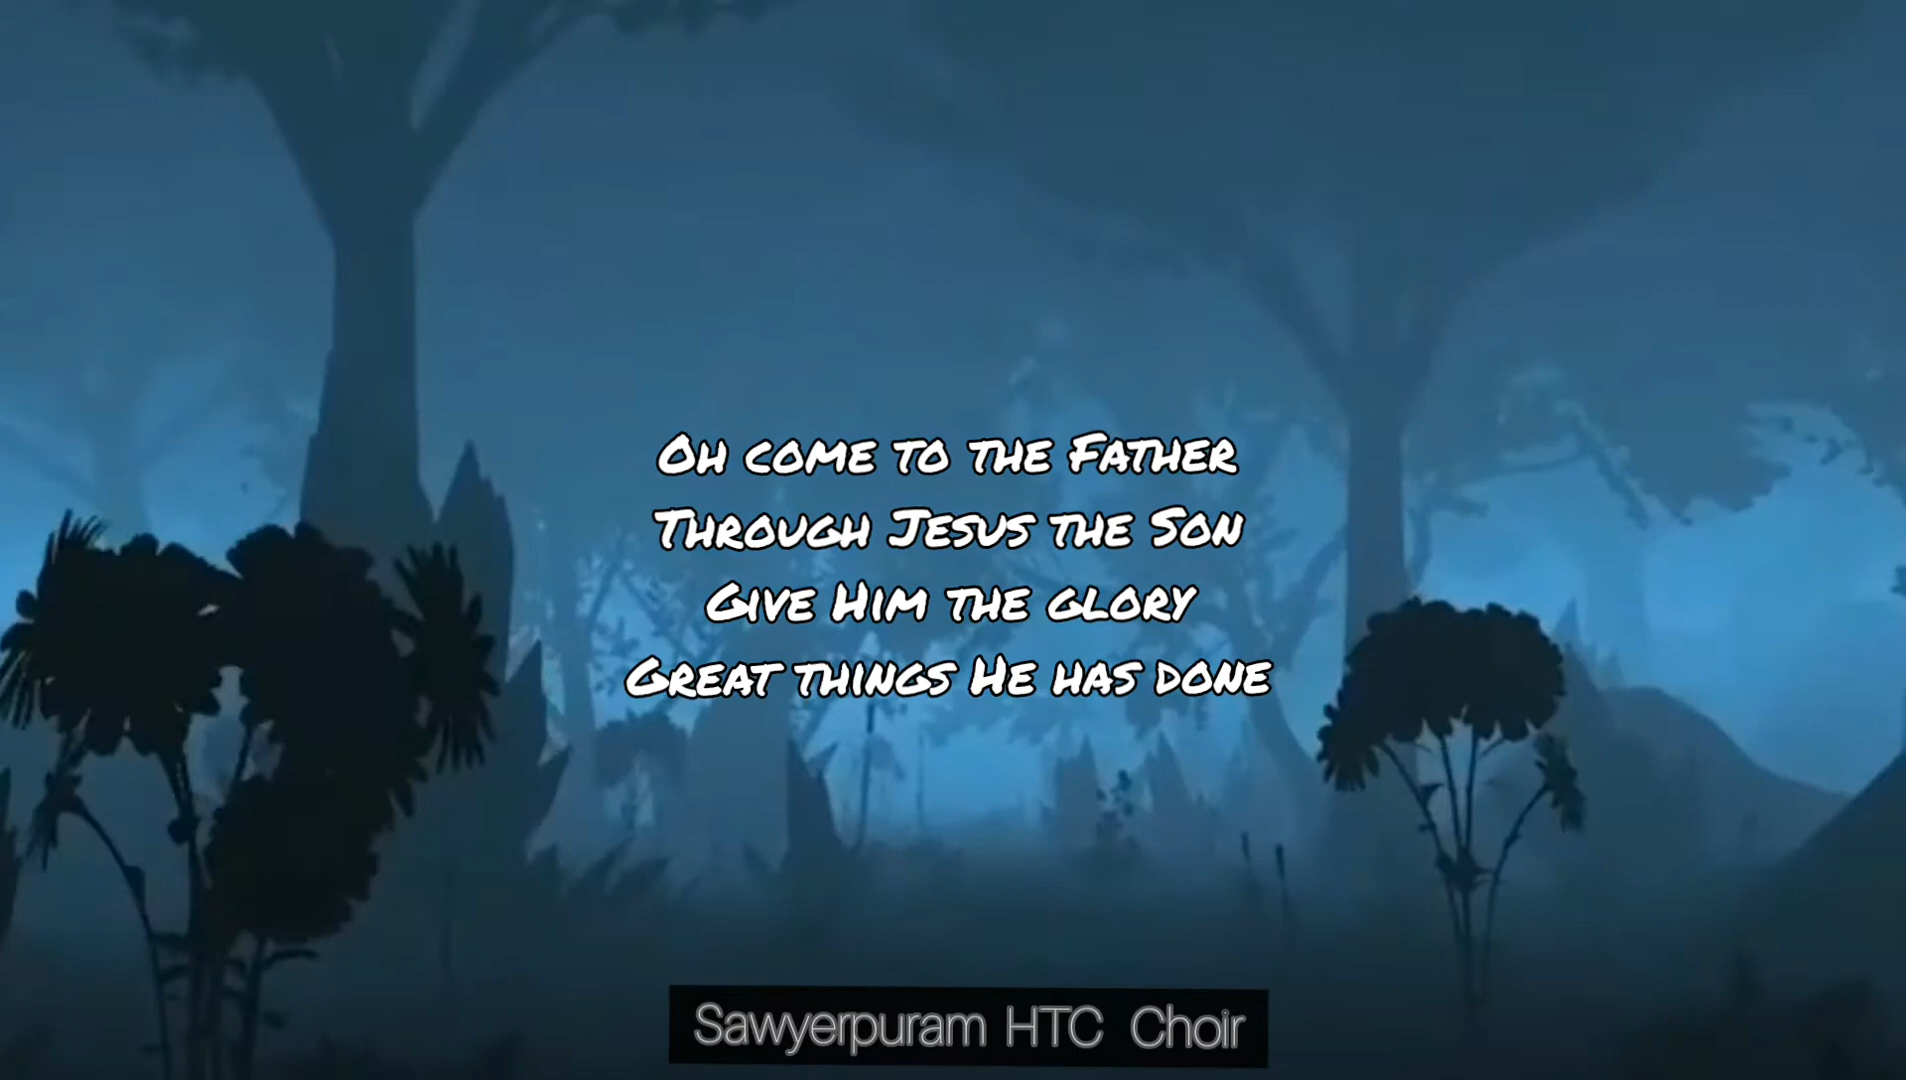 Oh come to the Father
Through Jesus the Son
Give Him the glory
Great things He has done
Sawyerpuram HTC Choir